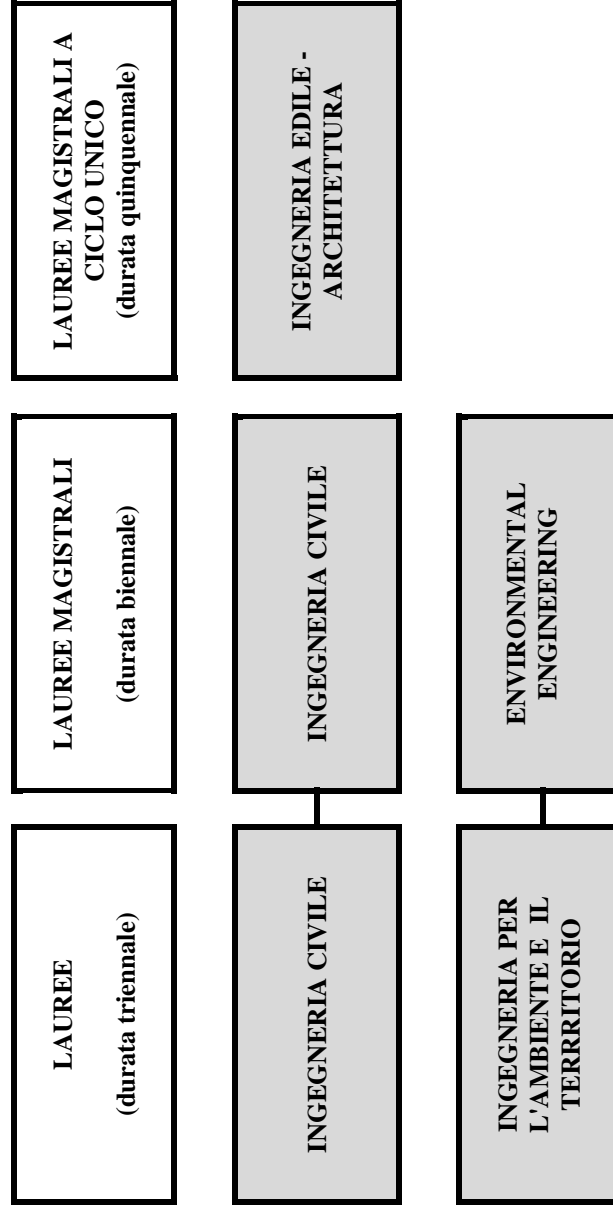 LAUREE
(durata triennale)
LAUREE MAGISTRALI
(durata biennale)
LAUREE MAGISTRALI A
CICLO UNICO
(durata quinquennale)
INGEGNERIA CIVILE
INGEGNERIA CIVILE
INGEGNERIA EDILE -
ARCHITETTURA
INGEGNERIA PER
L'AMBIENTE E IL
TERRRITORIO
ENVIRONMENTAL
ENGINEERING